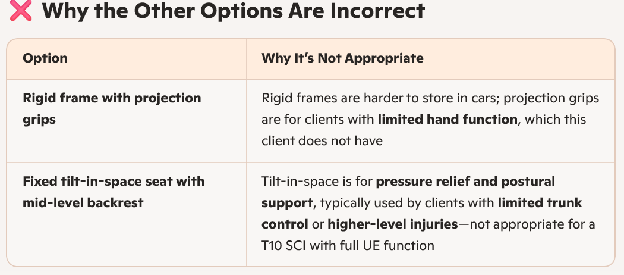 ❌ Why the Other Options Are Incorrect
Option
Why It's Not Appropriate
Rigid frame with projection
grips
Rigid frames are harder to store in cars; projection grips
are for clients with limited hand function, which this
client does not have
Fixed tilt-in-space seat with
mid-level backrest
Tilt-in-space is for pressure relief and postural
support, typically used by clients with limited trunk
control or higher-level injuries—not appropriate for a
T10 SCI with full UE function